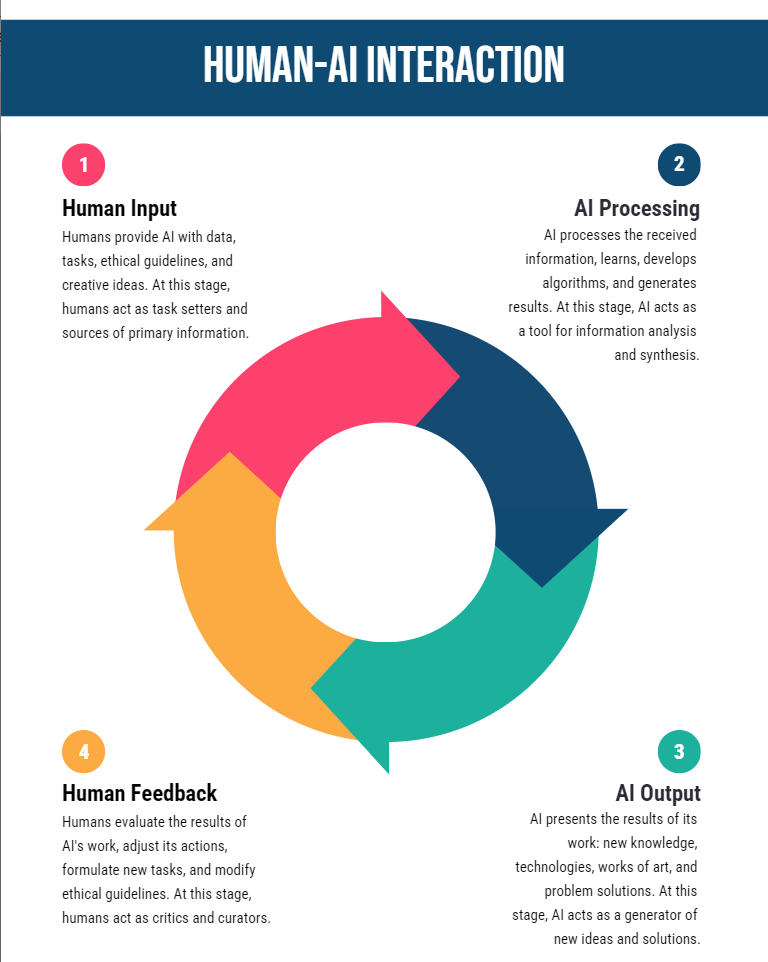 HUMAN-AI INTERACTION
1
Human Input
Humans provide AI with data,
tasks, ethical guidelines, and
creative ideas. At this stage,
humans act as task setters and
sources of primary information.
2
AI Processing
AI processes the received
information, learns, develops
algorithms, and generates
results. At this stage, AI acts as
a tool for information analysis
and synthesis.
4
Human Feedback
Humans evaluate the results of
AI's work, adjust its actions,
formulate new tasks, and modify
ethical guidelines. At this stage,
humans act as critics and curators.
3
AI Output
AI presents the results of its
work: new knowledge,
technologies, works of art, and
problem solutions. At this
stage, AI acts as a generator of
new ideas and solutions.